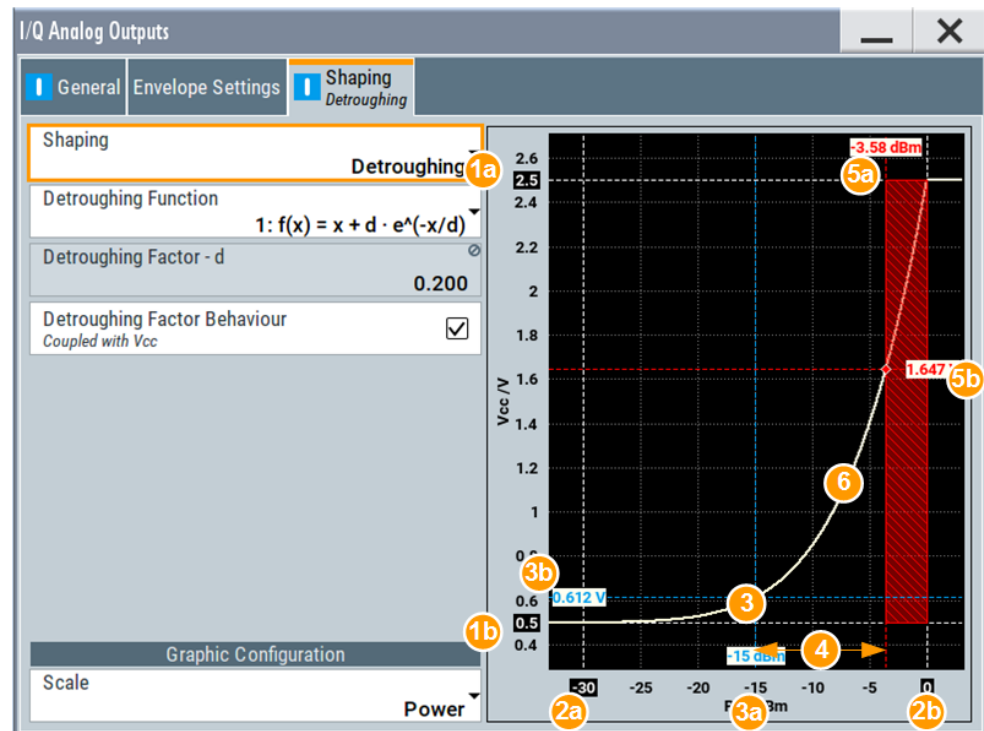 I/Q Analog Outputs
General
Envelope Settings
Shaping
Detroughing
Shaping
Detroughing
Detroughing Function
1: f(x) = x + d · e^(-x/d)
Detroughing Factor - d
0.200
Detroughing Factor Behaviour
Coupled with Vcc
Graphic Configuration
Scale
Power
-3.58 dBm
2.6
2.5
2.4
2.2
2
1.8
1.6
1.4
1.2
1
0.6
0.5
0.4
Vcc /V
1.647
0.612 V
-15 dBm
-30
-25
-20
-15
-10
-5
0
1a
1b
2a
2b
3
3a
3b
4
5a
5b
6